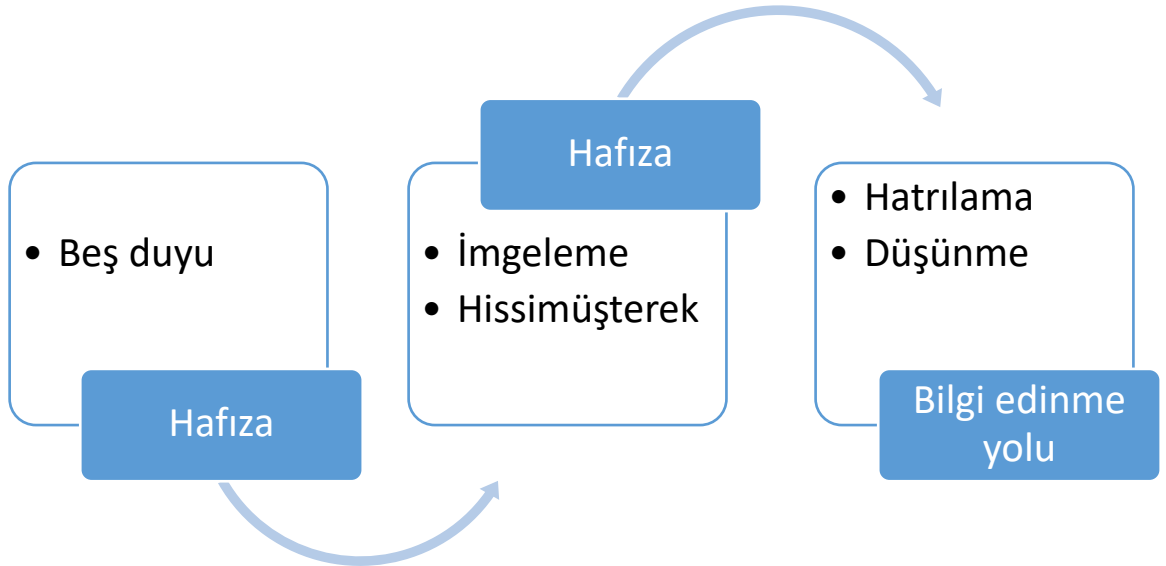 • Beş duyu
Hafıza
Hafıza
• İmgeleme
• Hissimüşterek
• Hatrılama
• Düşünme
Bilgi edinme
yolu